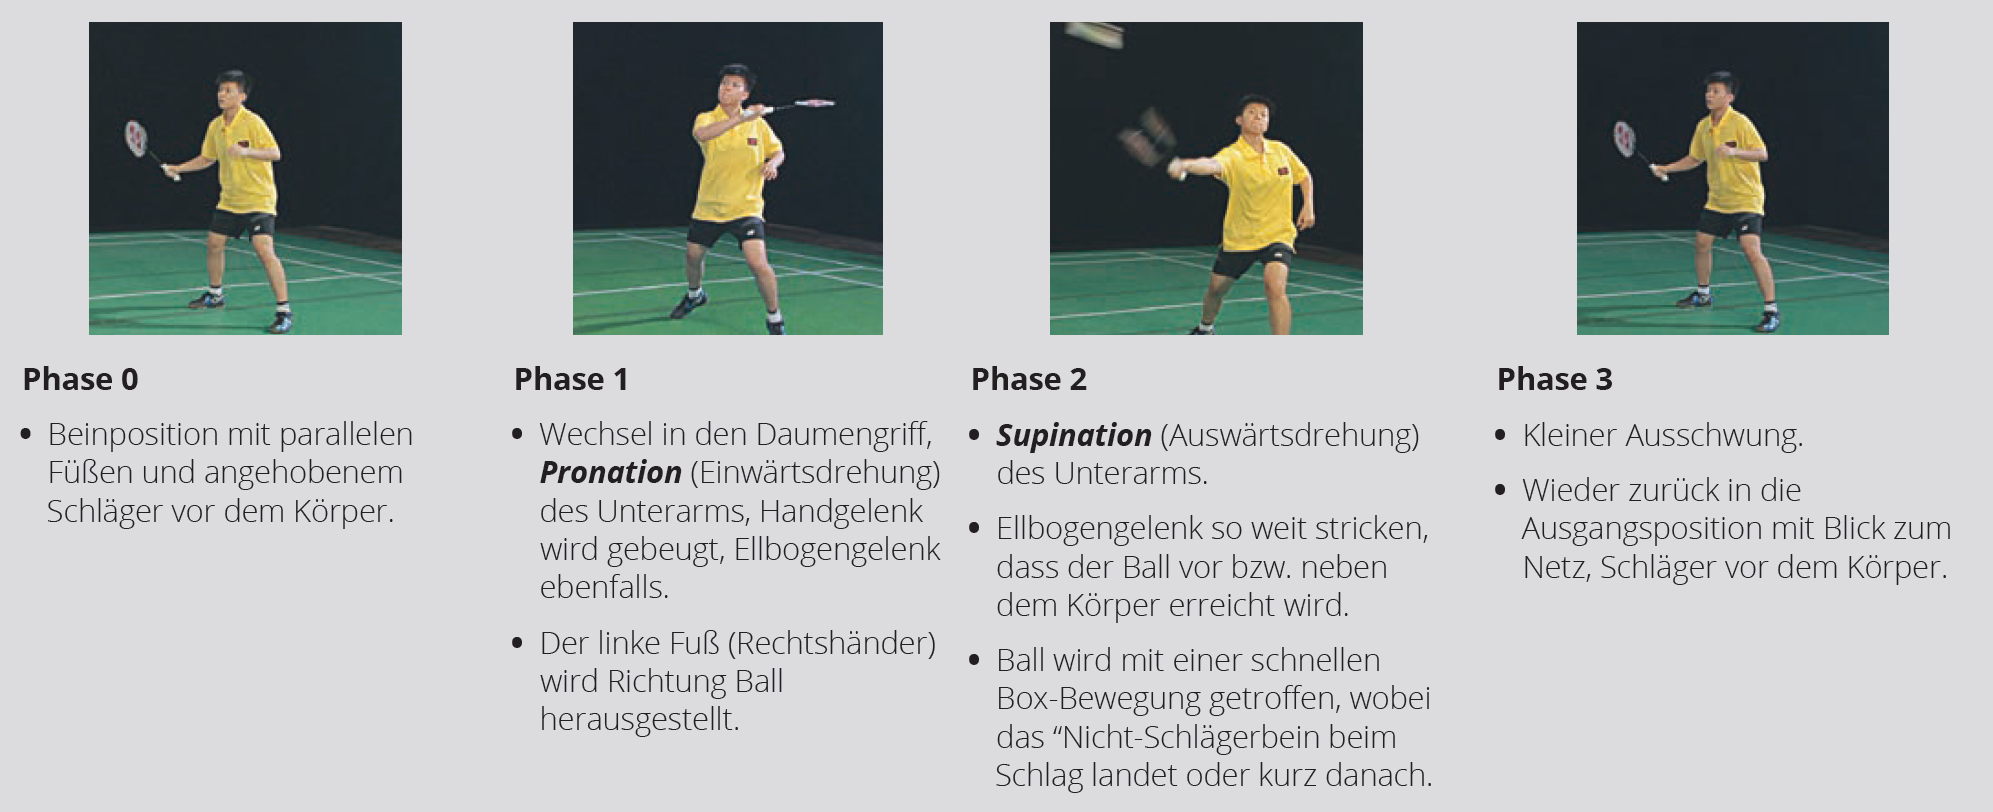 Phase 0
• Beinposition mit parallelen
Füßen und angehobenem
Schläger vor dem Körper.
Phase 1
• Wechsel in den Daumengriff,
Pronation (Einwärtsdrehung)
des Unterarms, Handgelenk
wird gebeugt, Ellbogengelenk
ebenfalls.
• Der linke Fuß (Rechtshänder)
wird Richtung Ball
herausgestellt.
Phase 2
• Supination (Auswärtsdrehung)
des Unterarms.
• Ellbogengelenk so weit stricken,
dass der Ball vor bzw. neben
dem Körper erreicht wird.
• Ball wird mit einer schnellen
Box-Bewegung getroffen, wobei
das “Nicht-Schlägerbein beim
Schlag landet oder kurz danach.
Phase 3
• Kleiner Ausschwung.
• Wieder zurück in die
Ausgangsposition mit Blick zum
Netz, Schläger vor dem Körper.